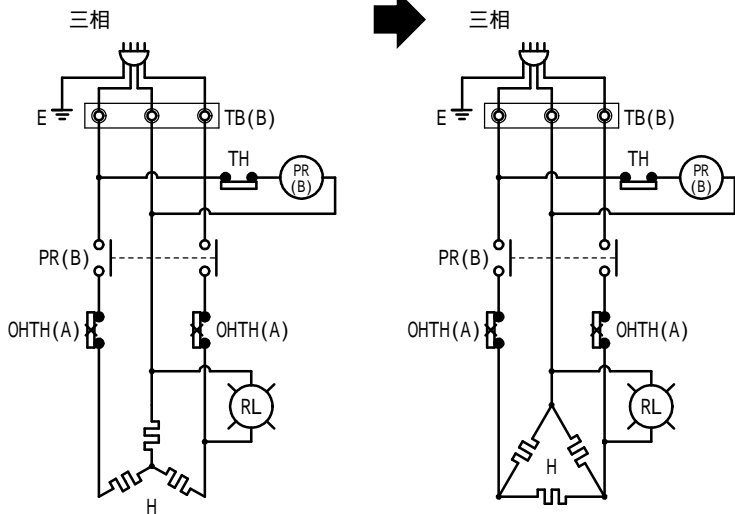 三相
E
TB(B)
TH
PR
(B)
PR(B)
OHTH(A)
OHTH(A)
RL
H
三相
E
TB(B)
TH
PR
(B)
PR(B)
OHTH(A)
OHTH(A)
RL
H